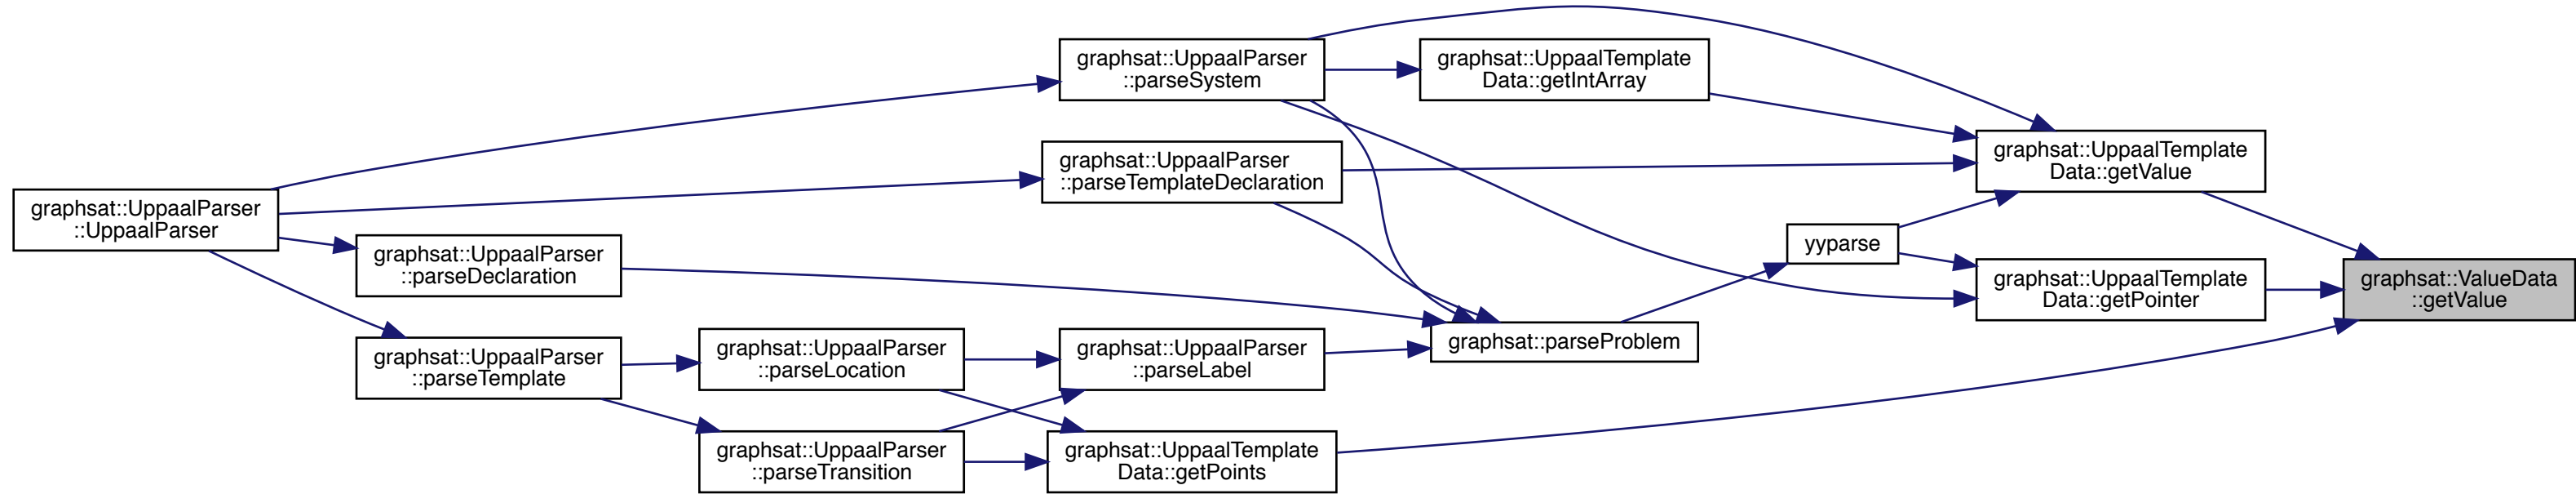 graphsat::UppaalParser
::UppaalParser
graphsat::UppaalParser
::parseDeclaration
graphsat::UppaalParser
::parseTemplate
graphsat::UppaalParser
::parseLocation
graphsat::UppaalParser
::parseTransition
graphsat::UppaalParser
::parseSystem
graphsat::UppaalParser
::parseTemplateDeclaration
graphsat::UppaalParser
::parseLabel
graphsat::UppaalTemplate
Data::getPoints
graphsat::UppaalTemplate
Data::getIntArray
graphsat::parseProblem
yyparse
graphsat::UppaalTemplate
Data::getValue
graphsat::UppaalTemplate
Data::getPointer
graphsat::ValueData
::getValue